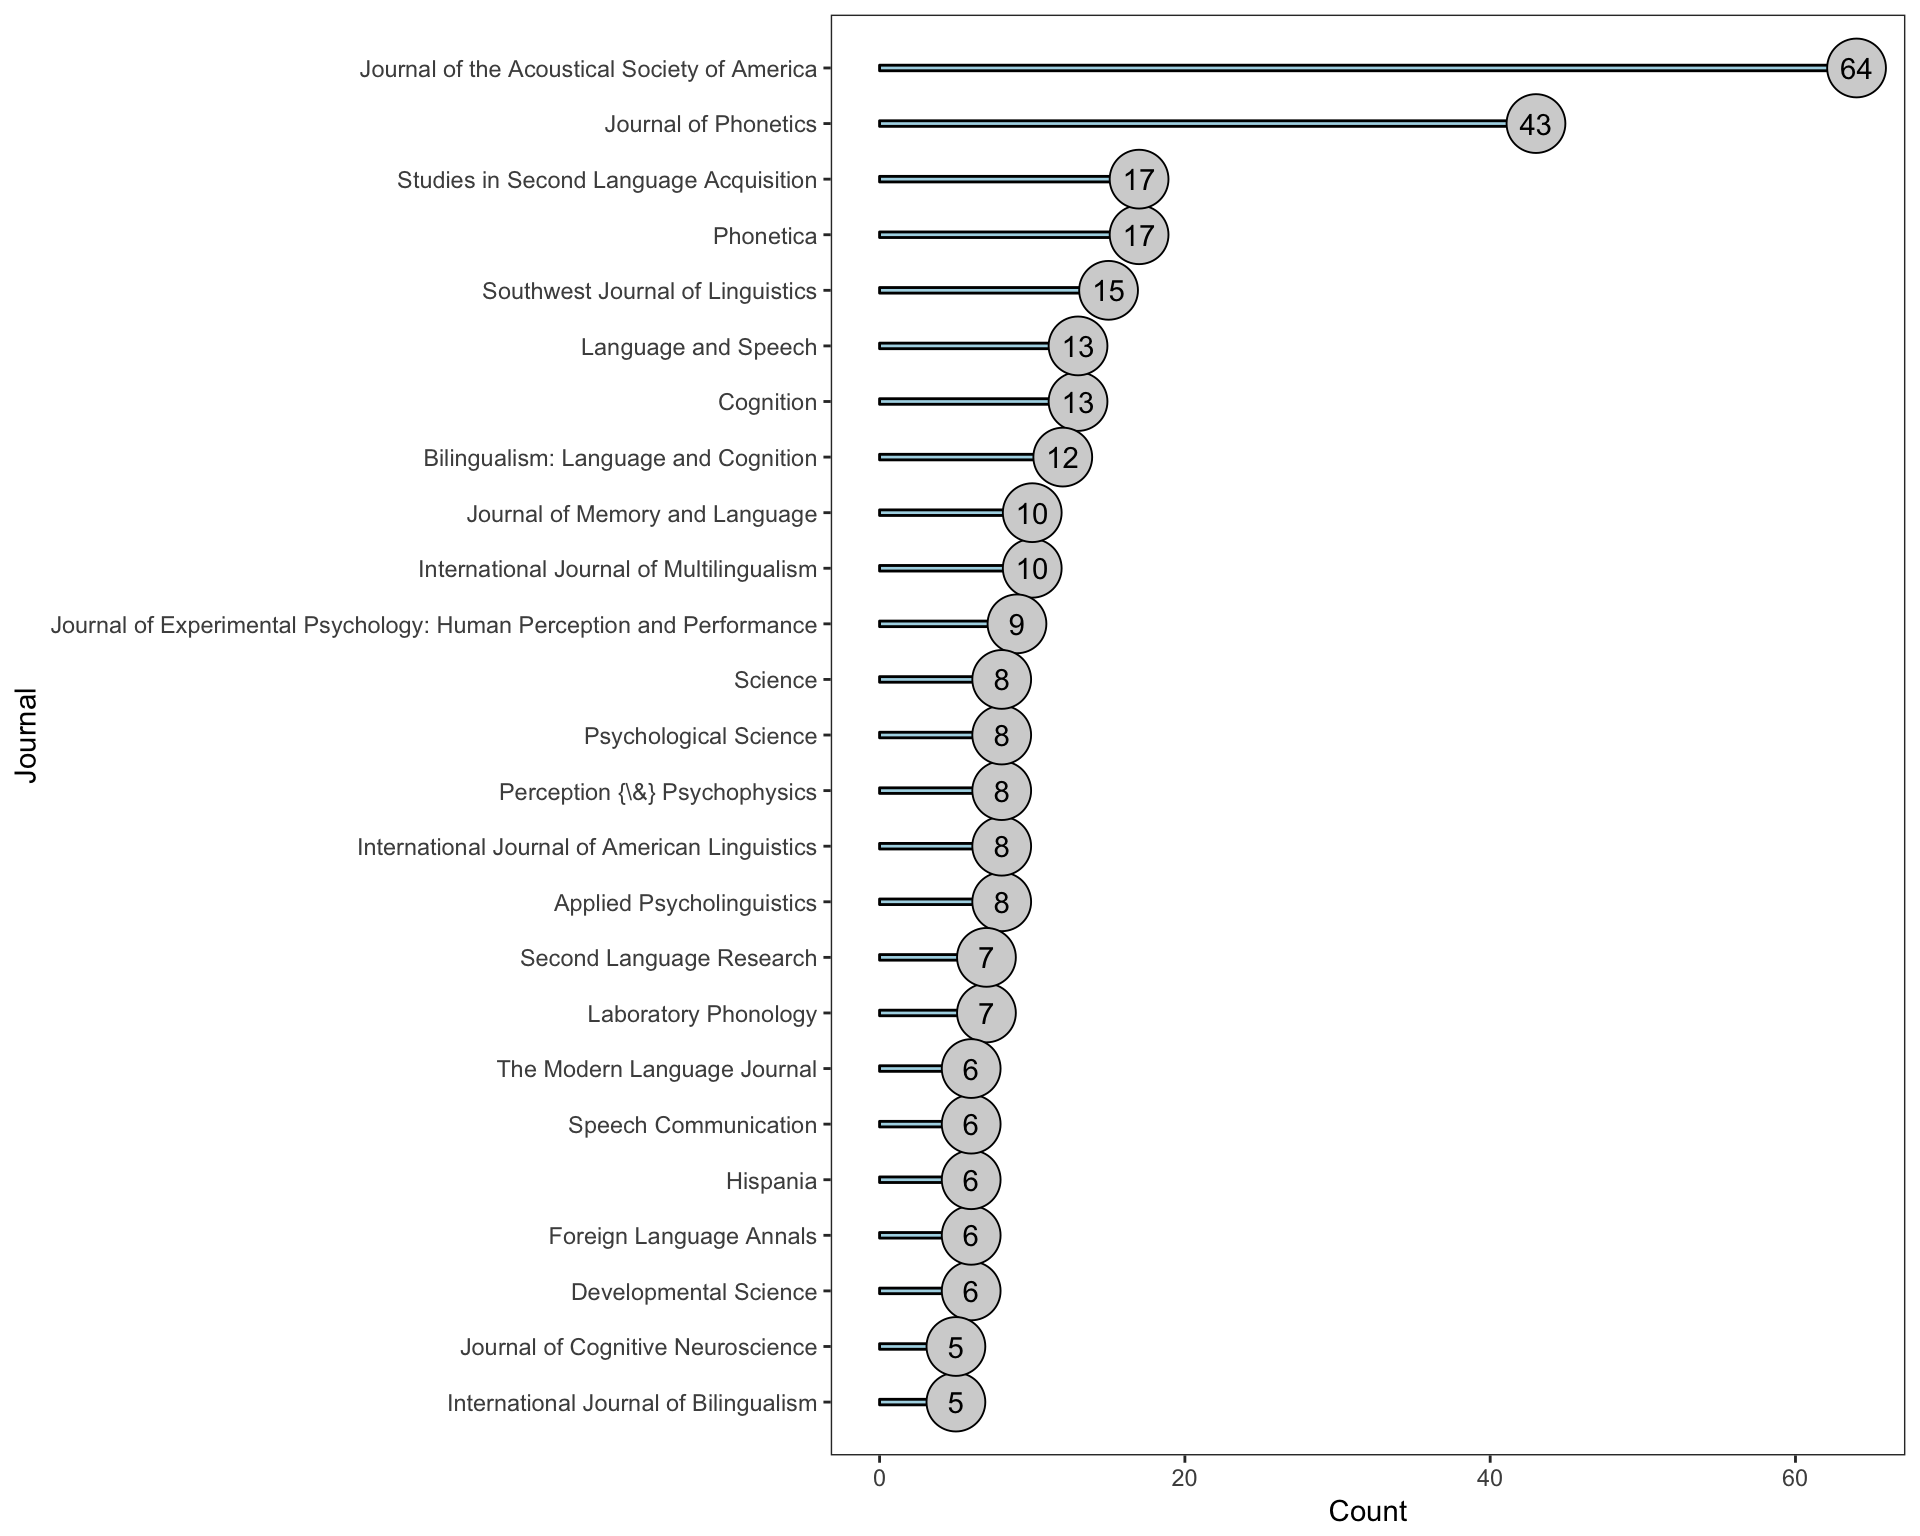 Journal of the Acoustical Society of America 64
Journal of Phonetics 43
Studies in Second Language Acquisition 17
Phonetica 17
Southwest Journal of Linguistics 15
Language and Speech 13
Cognition 13
Bilingualism: Language and Cognition 12
Journal of Memory and Language 10
International Journal of Multilingualism 10
Journal of Experimental Psychology: Human Perception and Performance 9
Science 8
Psychological Science 8
Perception {\&} Psychophysics 8
International Journal of American Linguistics 8
Applied Psycholinguistics 8
Second Language Research 7
Laboratory Phonology 7
The Modern Language Journal 6
Speech Communication 6
Hispania 6
Foreign Language Annals 6
Developmental Science 6
Journal of Cognitive Neuroscience 5
International Journal of Bilingualism 5
0 20 40 60
Count
Journal